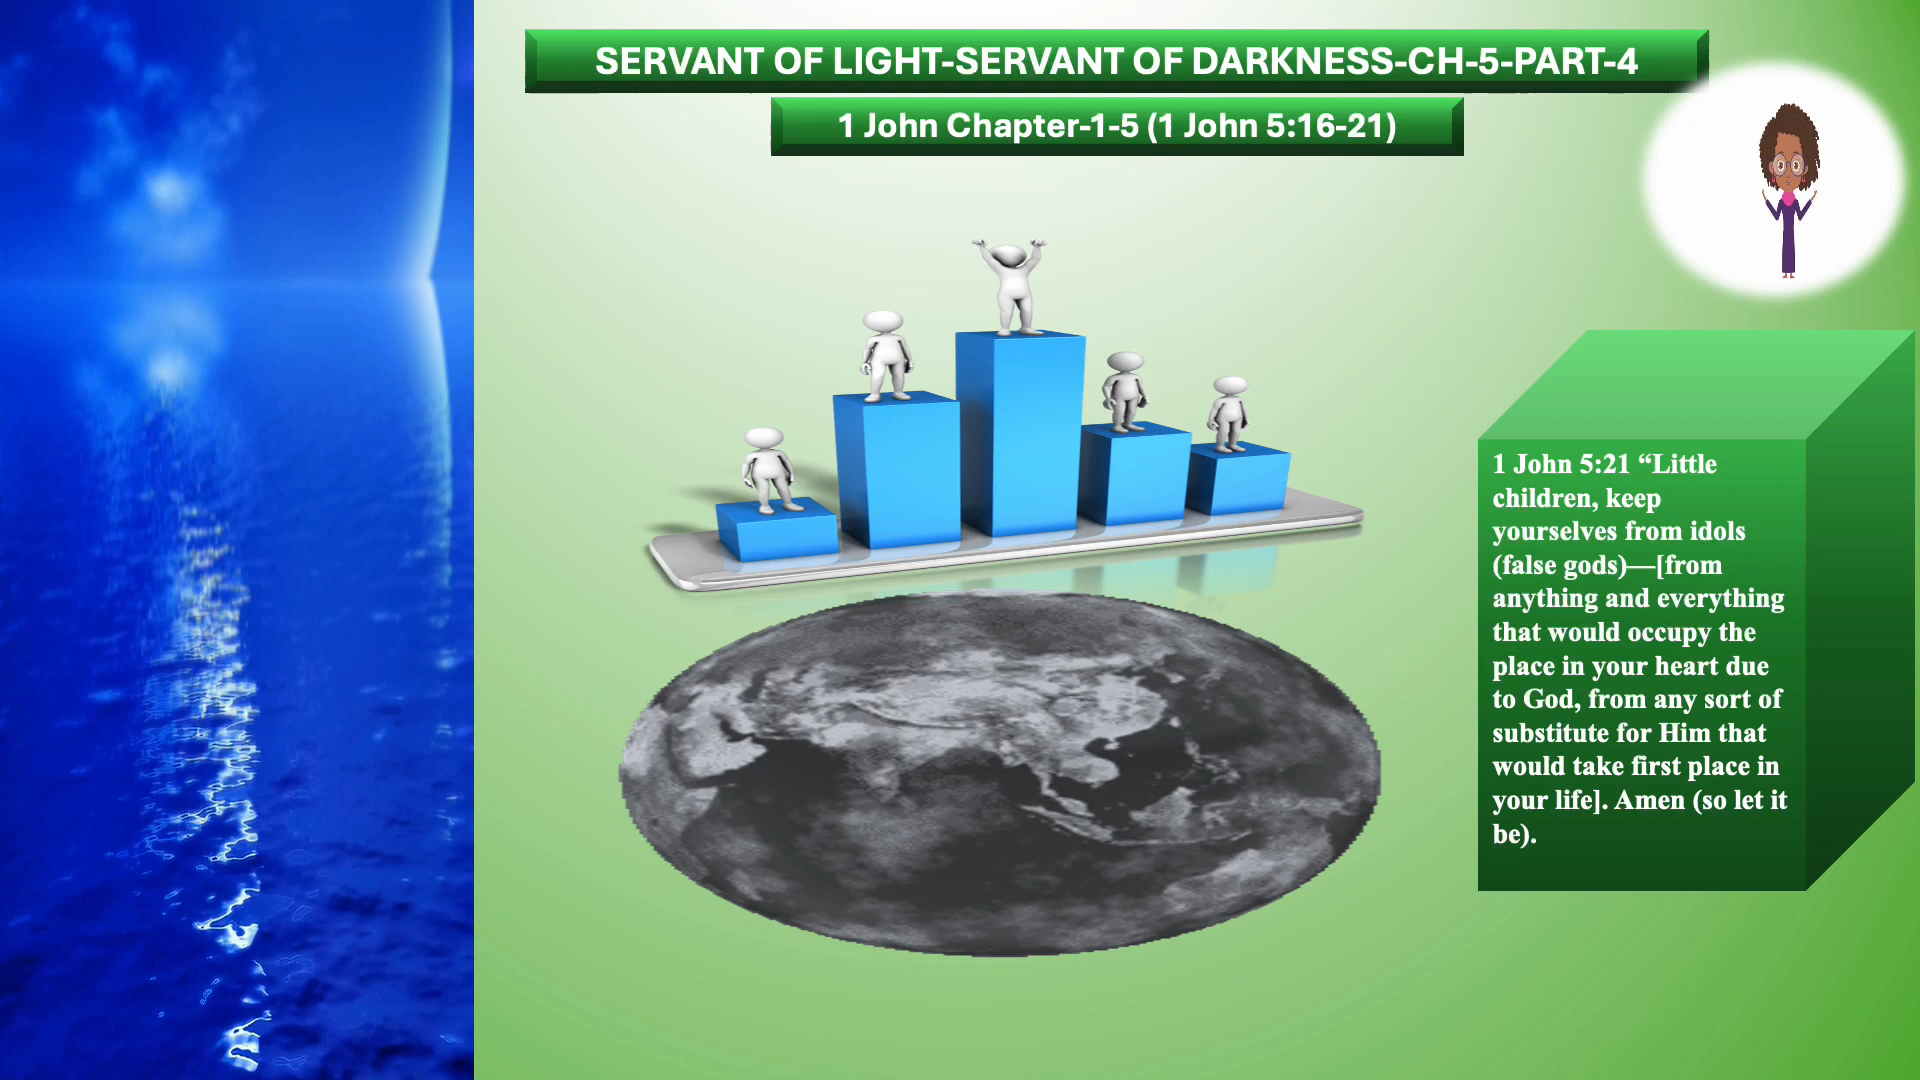 SERVANT OF LIGHT-SERVANT OF DARKNESS-CH-5-PART-4
1 John Chapter-1-5 (1 John 5:16-21)
1 John 5:21 “Little
children, keep
yourselves from idols
(false gods)—[from
anything and everything
that would occupy the
place in your heart due
to God, from any sort of
substitute for Him that
would take first place in
your life]. Amen (so let it
be).